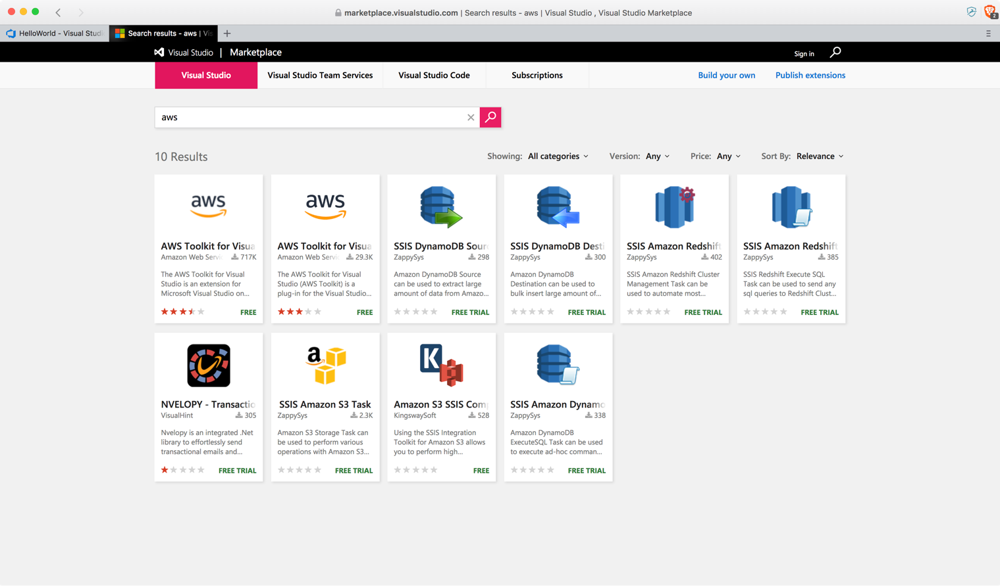 marketplace.visualstudio.com | Search results - aws | Visual Studio , Visual Studio Marketplace
2
HelloWorld - Visual Studi
Search results - aws | Vis
Visual Studio | Marketplace
Sign in
Visual Studio
Visual Studio Team Services
Visual Studio Code
Subscriptions
Build your own
Publish extensions
aws
10 Results
Showing: All categories
Version: Any
Price: Any
Sort By: Relevance
aws
AWS Toolkit for Visua
Amazon Web Servi 717K
The AWS Toolkit for Visual
Studio is an extension for
Microsoft Visual Studio on...
FREE
aws
AWS Toolkit for Visua
Amazon Web Servi 29.3K
The AWS Toolkit for Visual
Studio (AWS Toolkit) is a
plug-in for the Visual Studio...
FREE
SSIS DynamoDB Sour
ZappySys 298
Amazon DynamoDB Source
can be used to extract large
amount of data from Amazo...
FREE TRIAL
SSIS DynamoDB Desti
ZappySys 300
Amazon DynamoDB
Destination can be used to
bulk insert large amount of...
FREE TRIAL
SSIS Amazon Redshift
ZappySys 402
SSIS Amazon Redshift Cluster
Management Task can be
used to automate most...
FREE TRIAL
SSIS Amazon Redshift
ZappySys 385
SSIS Redshift Execute SQL
Task can be used to send any
sql queries to Redshift Clust...
FREE TRIAL
NVELOPY - Transactio
VisualHint 305
Nvelopy is an integrated .Net
library to effortlessly send
transactional emails and...
FREE TRIAL
a
SSIS Amazon S3 Task
ZappySys 2.3K
Amazon S3 Storage Task can
be used to perform various
operations with Amazon S3...
FREE TRIAL
K
Amazon S3 SSIS Comp
KingswaySoft 528
Using the SSIS Integration
Toolkit for Amazon S3 allows
you to perform high...
FREE
SSIS Amazon Dynamo
ZappySys 338
Amazon DynamoDB
ExecuteSQL Task can be used
to execute ad-hoc comman...
FREE TRIAL